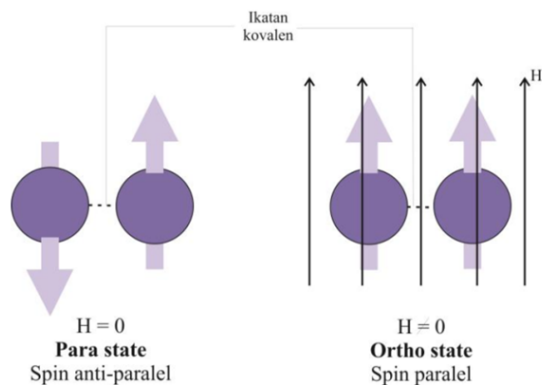 Ikatan
kovalen
H
H = 0
Para state
Spin anti-paralel
H ≠ 0
Ortho state
Spin paralel